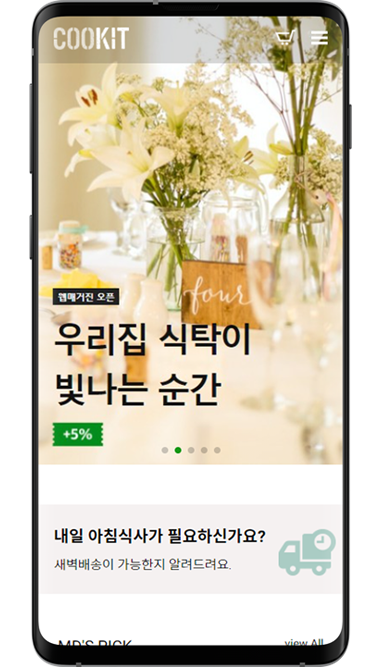 COOKIT
four
웹매거진 오픈
우리집 식탁이
빛나는 순간
+5%
내일 아침식사가 필요하신가요?
새벽배송이 가능한지 알려드려요.
MD'S PICK
view All